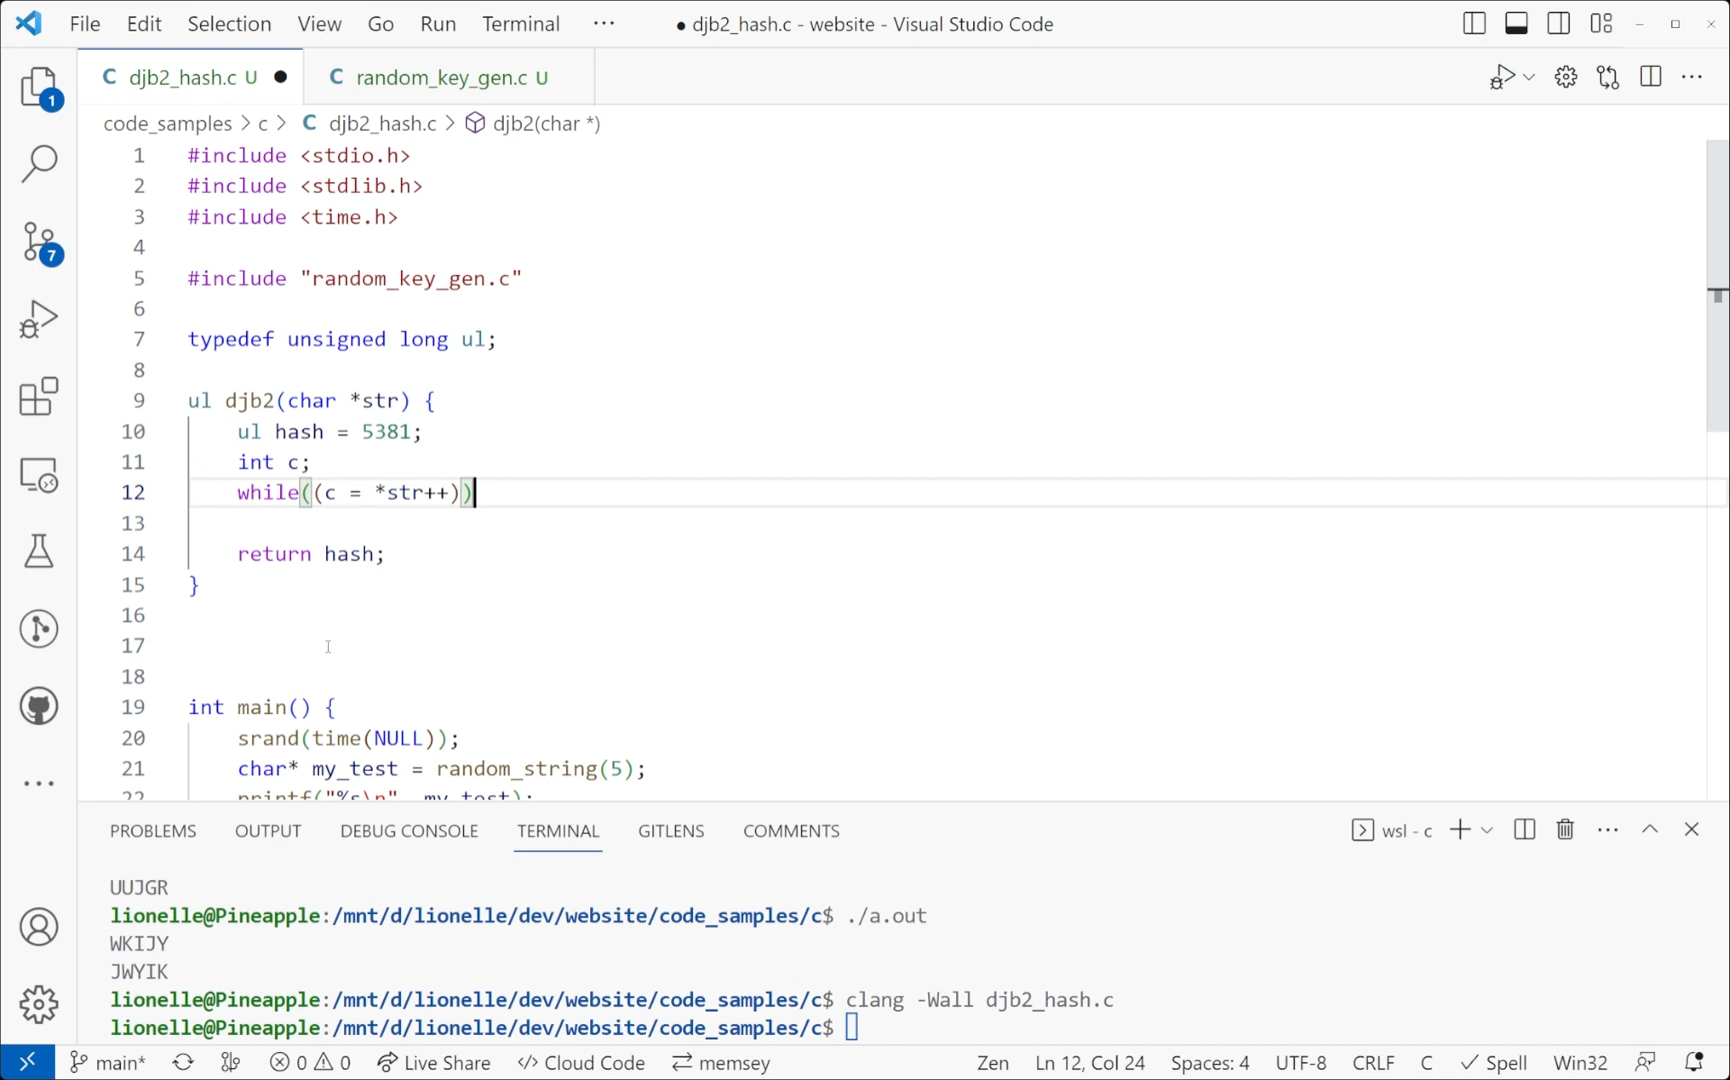 File Edit Selection View Go Run Terminal ··· ● djb2_hash.c - website - Visual Studio Code
C djb2_hash.c U ● C random_key_gen.c U
1
code_samples > c > C djb2_hash.c > djb2(char *)
1 #include <stdio.h>
2 #include <stdlib.h>
3 #include <time.h>
4
5 #include "random_key_gen.c"
6
7 typedef unsigned long ul;
7
8
9 ul djb2(char *str) {
10 ul hash = 5381;
11 int c;
12 while((c = *str++))
13
14 return hash;
15 }
16
17
18
19 int main() {
20 srand(time(NULL));
21 char* my_test = random_string(5);
22 printf("%s\n", my_test);
PROBLEMS OUTPUT DEBUG CONSOLE TERMINAL GITLENS COMMENTS wsl - c
UUJGR
lionelle@Pineapple:/mnt/d/lionelle/dev/website/code_samples/c$ ./a.out
WKIJY
JWYIK
lionelle@Pineapple:/mnt/d/lionelle/dev/website/code_samples/c$ clang -Wall djb2_hash.c
lionelle@Pineapple:/mnt/d/lionelle/dev/website/code_samples/c$
main* 0 0 Live Share Cloud Code memsey Zen Ln 12, Col 24 Spaces: 4 UTF-8 CRLF C Spell Win32